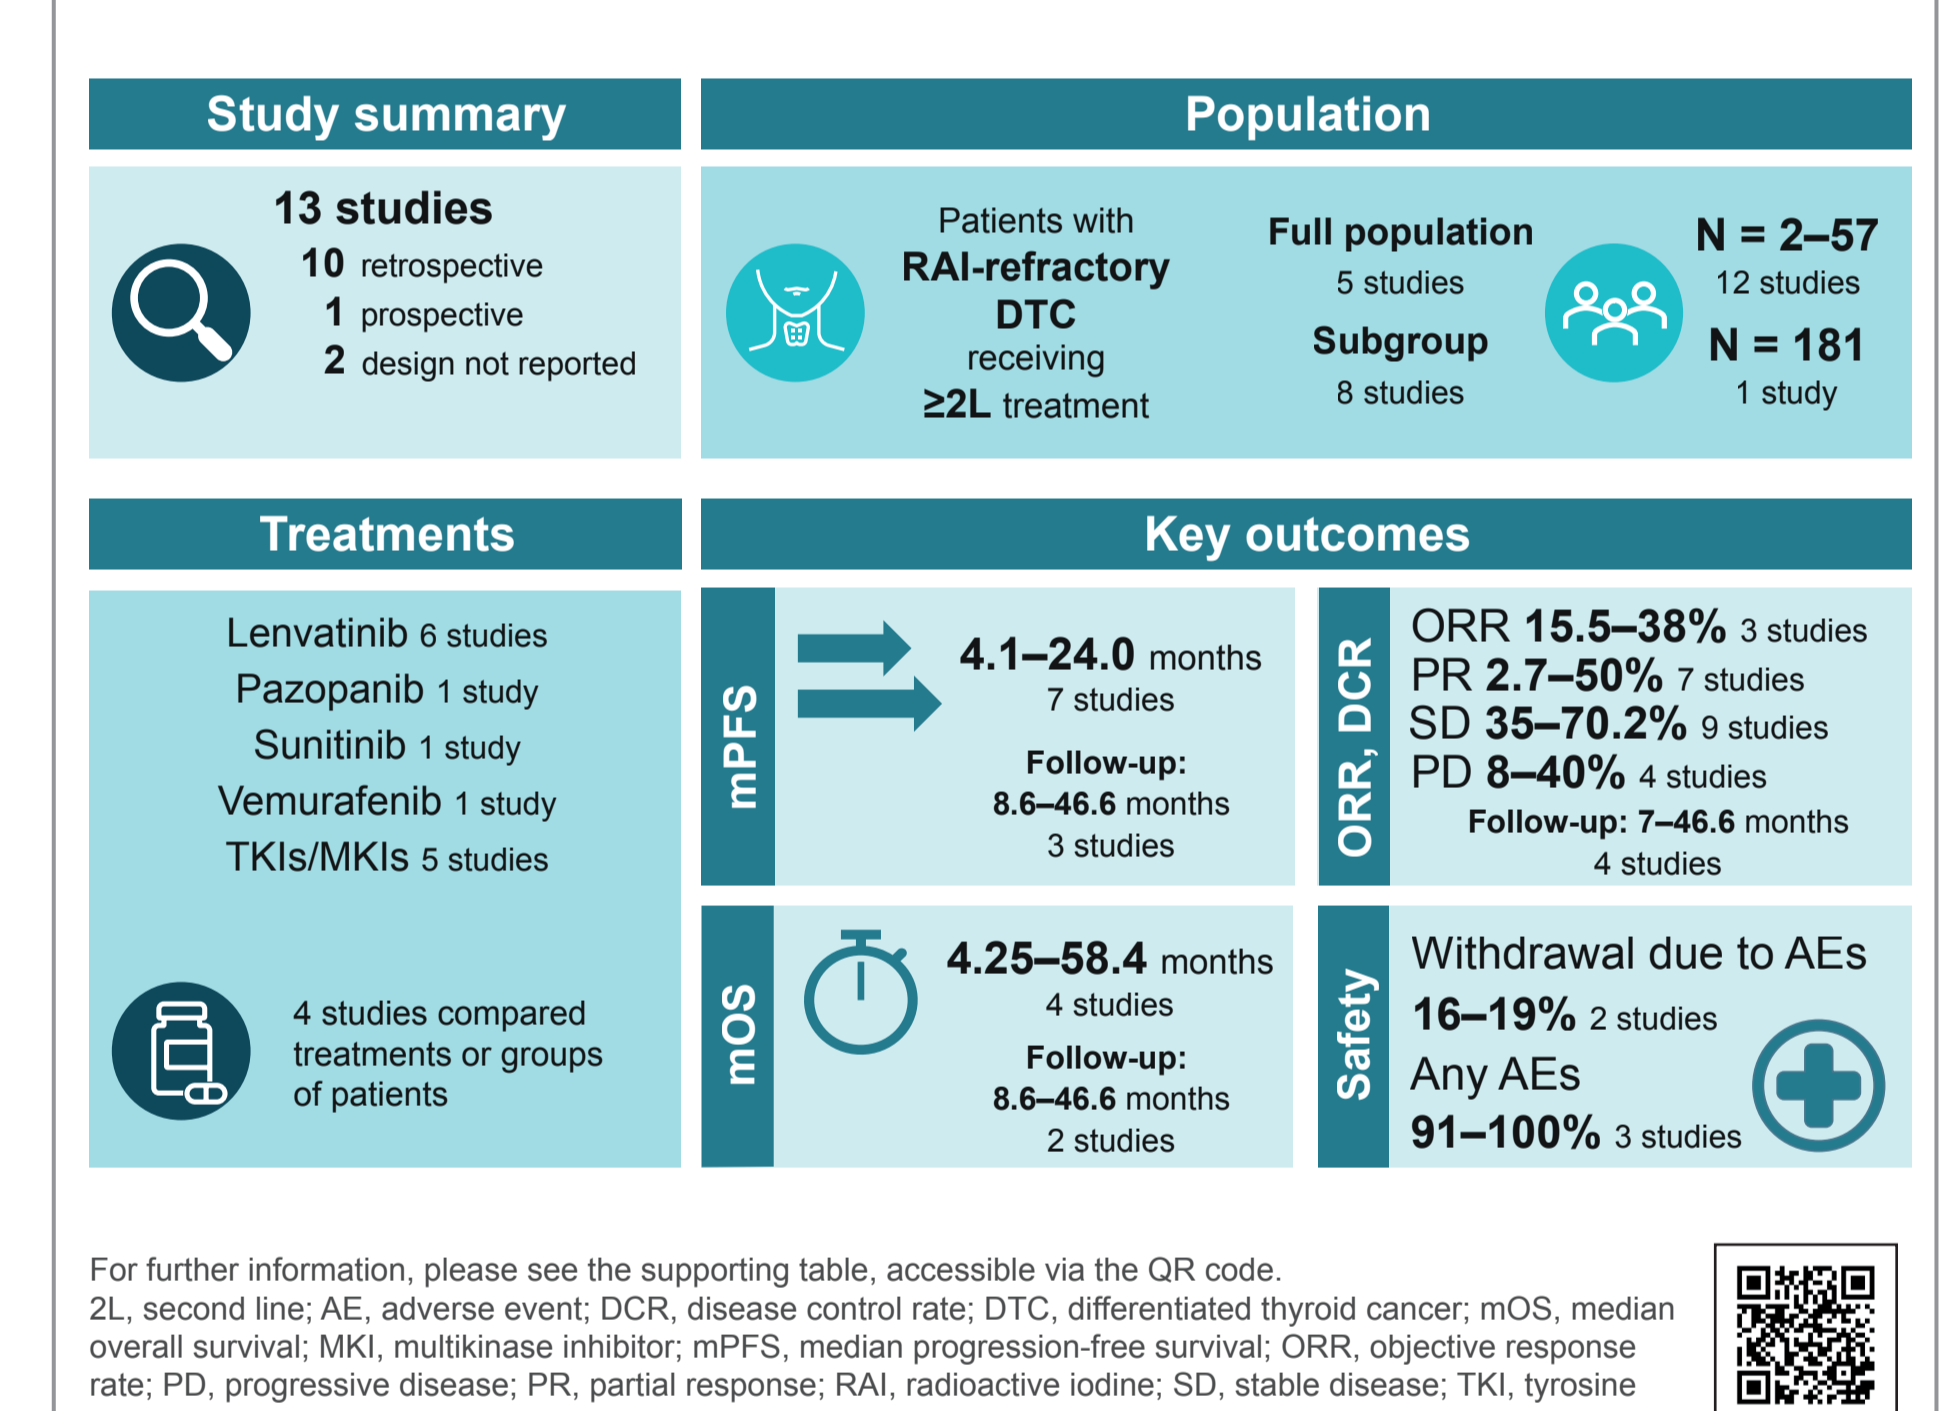 Study summary
13 studies
10 retrospective
1 prospective
2 design not reported
Population
Patients with
RAI-refractory
DTC
receiving
≥2L treatment
Full population
5 studies
Subgroup
8 studies
N = 2–57
12 studies
N = 181
1 study
Treatments
Lenvatinib 6 studies
Pazopanib 1 study
Sunitinib 1 study
Vemurafenib 1 study
TKIs/MKIs 5 studies
4 studies compared
treatments or groups
of patients
Key outcomes
mPFS
4.1–24.0 months
7 studies
Follow-up:
8.6–46.6 months
3 studies
ORR, DCR
ORR 15.5–38% 3 studies
PR 2.7–50% 7 studies
SD 35–70.2% 9 studies
PD 8–40% 4 studies
Follow-up: 7–46.6 months
4 studies
mOS
4.25–58.4 months
4 studies
Follow-up:
8.6–46.6 months
2 studies
Safety
Withdrawal due to AEs
16–19% 2 studies
Any AEs
91–100% 3 studies
For further information, please see the supporting table, accessible via the QR code.
2L, second line; AE, adverse event; DCR, disease control rate; DTC, differentiated thyroid cancer; mOS, median
overall survival; MKI, multikinase inhibitor; mPFS, median progression-free survival; ORR, objective response
rate; PD, progressive disease; PR, partial response; RAI, radioactive iodine; SD, stable disease; TKI, tyrosine